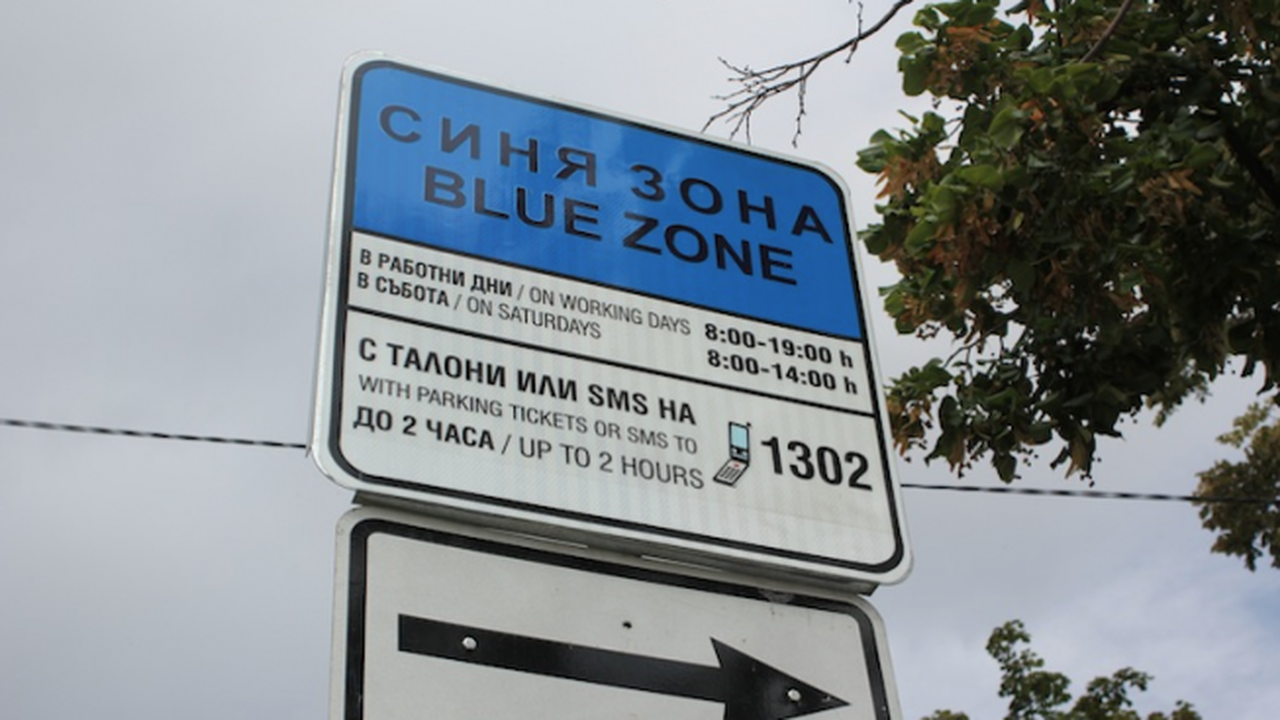 СИНЯ ЗОНА
BLUE ZONE
В РАБОТНИ ДНИ / ON WORKING DAYS 8:00-19:00 h
В СЪБОТА / ON SATURDAYS 8:00-14:00 h
С ТАЛОНИ ИЛИ SMS НА
WITH PARKING TICKETS OR SMS TO
ДО 2 ЧАСА / UP TO 2 HOURS
1302